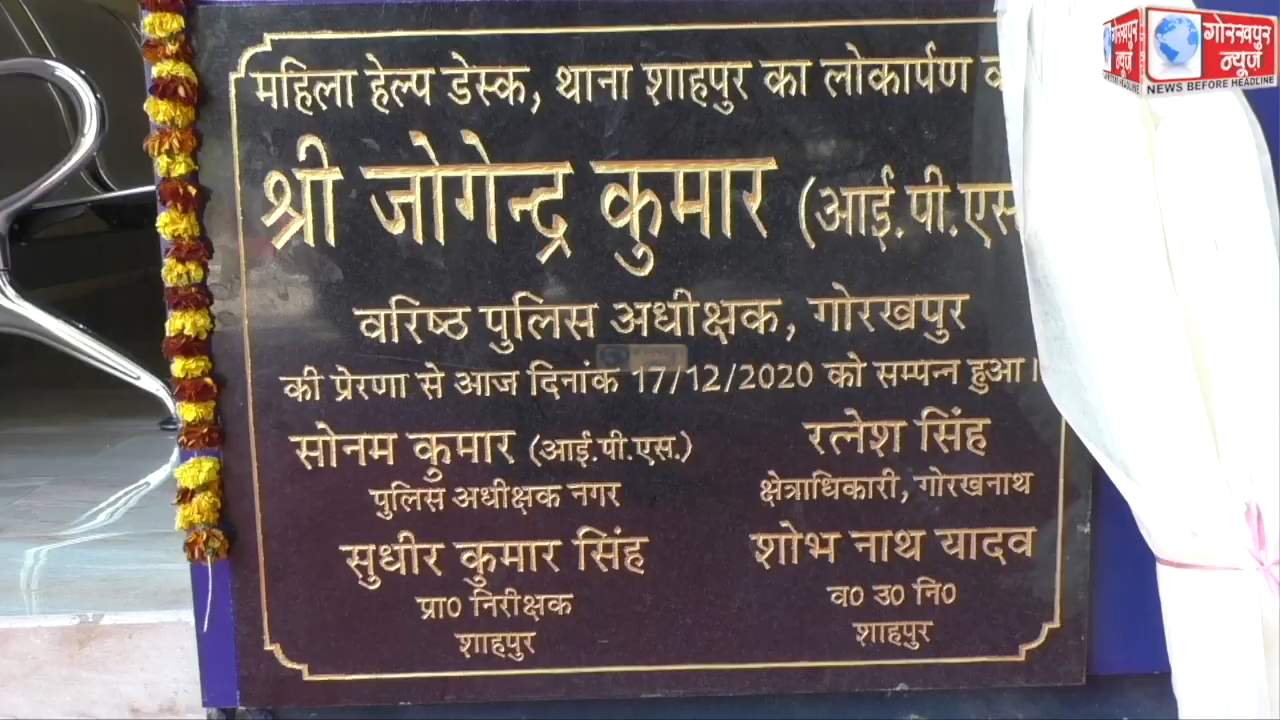 महिला हेल्प डेस्क, थाना शाहपुर का लोकार्पण
श्री जोगेन्द्र कुमार (आई.पी.एस
वरिष्ठ पुलिस अधीक्षक, गोरखपुर
की प्रेरणा से आज दिनांक 17/12/2020 को सम्पन्न हुआ।
सोनम कुमार (आई.पी.एस.)
पुलिस अधीक्षक नगर
रत्नेश सिंह
क्षेत्राधिकारी, गोरखनाथ
सुधीर कुमार सिंह
प्रा0 निरीक्षक
शाहपुर
शोभ नाथ यादव
व0 उ0 नि0
शाहपुर
गोरखपुर
न्यूज
NEWS BEFORE HEADLINE